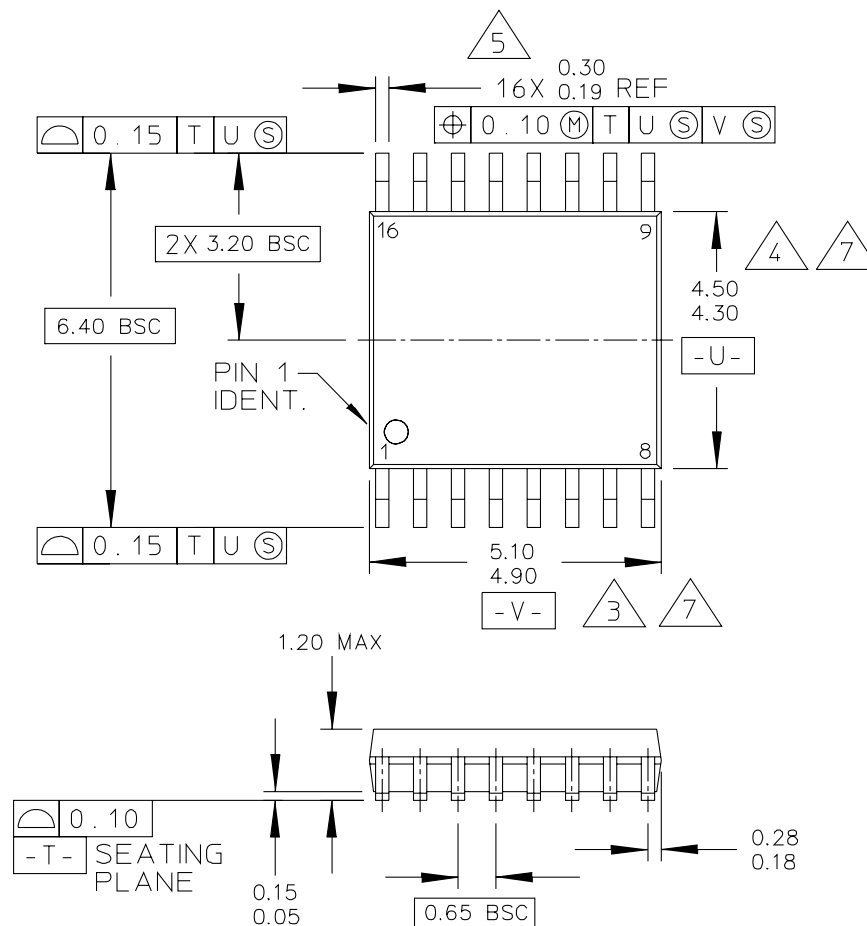 5
16X 0.30
0.19 REF
⌓ 0.15 T U Ⓢ
⌖ 0.10 Ⓜ T U Ⓢ V Ⓢ
16
9
2X 3.20 BSC
4
7
4.50
4.30
6.40 BSC
-U-
PIN 1
IDENT.
1
8
⌓ 0.15 T U Ⓢ
5.10
4.90
-V-
3
7
1.20 MAX
⌓ 0.10
-T- SEATING
PLANE
0.28
0.18
0.15
0.05
0.65 BSC